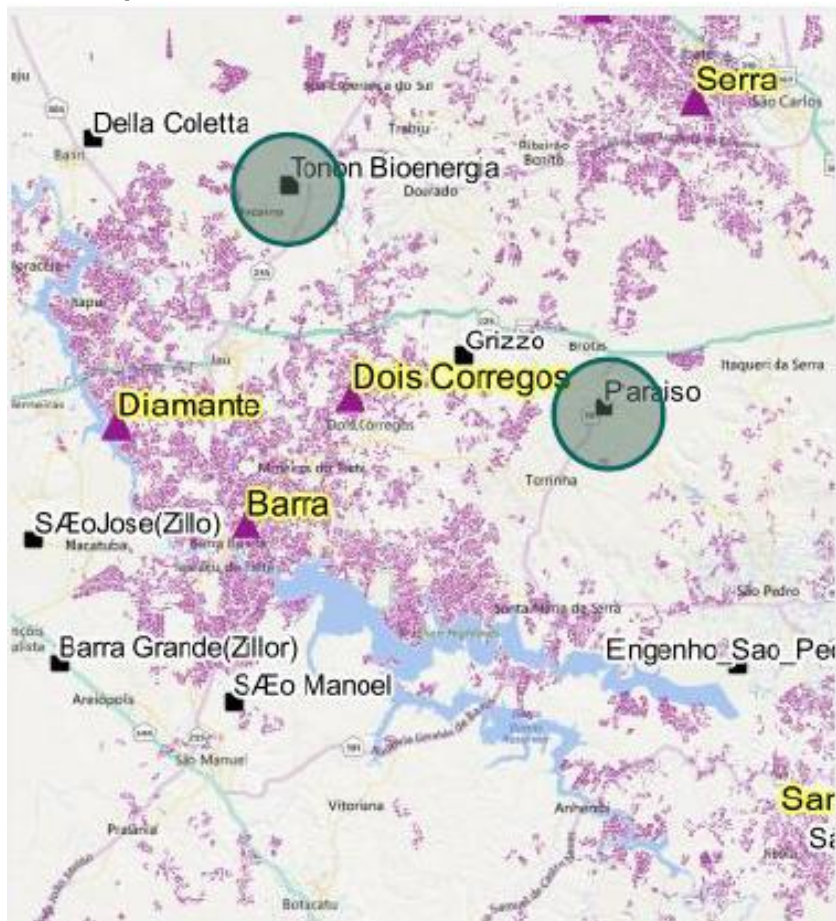 Serra
São Carlos
Della Coletta
Trabiju
Bariri
Ribeirão
Bonito
Tonon Bioenergia
Dourado
Itapuí
225
Grizzo
Brotas
Jaú
Itaqueri da Serra
Dois Corregos
Paraiso
Diamante
Dois Córregos
Mineiros do Tietê
Torrinha
Barra
SÆoJose(Zillo)
Macatuba
Barra Bonita
Igaraçu do Tietê
São Pedro
Santa Maria da Serra
Barra Grande(Zillor)
Engenho_Sao_Pe
Areiópolis
SÆo Manoel
São Manuel
Vitoriana
Anhembi
Pratânia
Botucatu